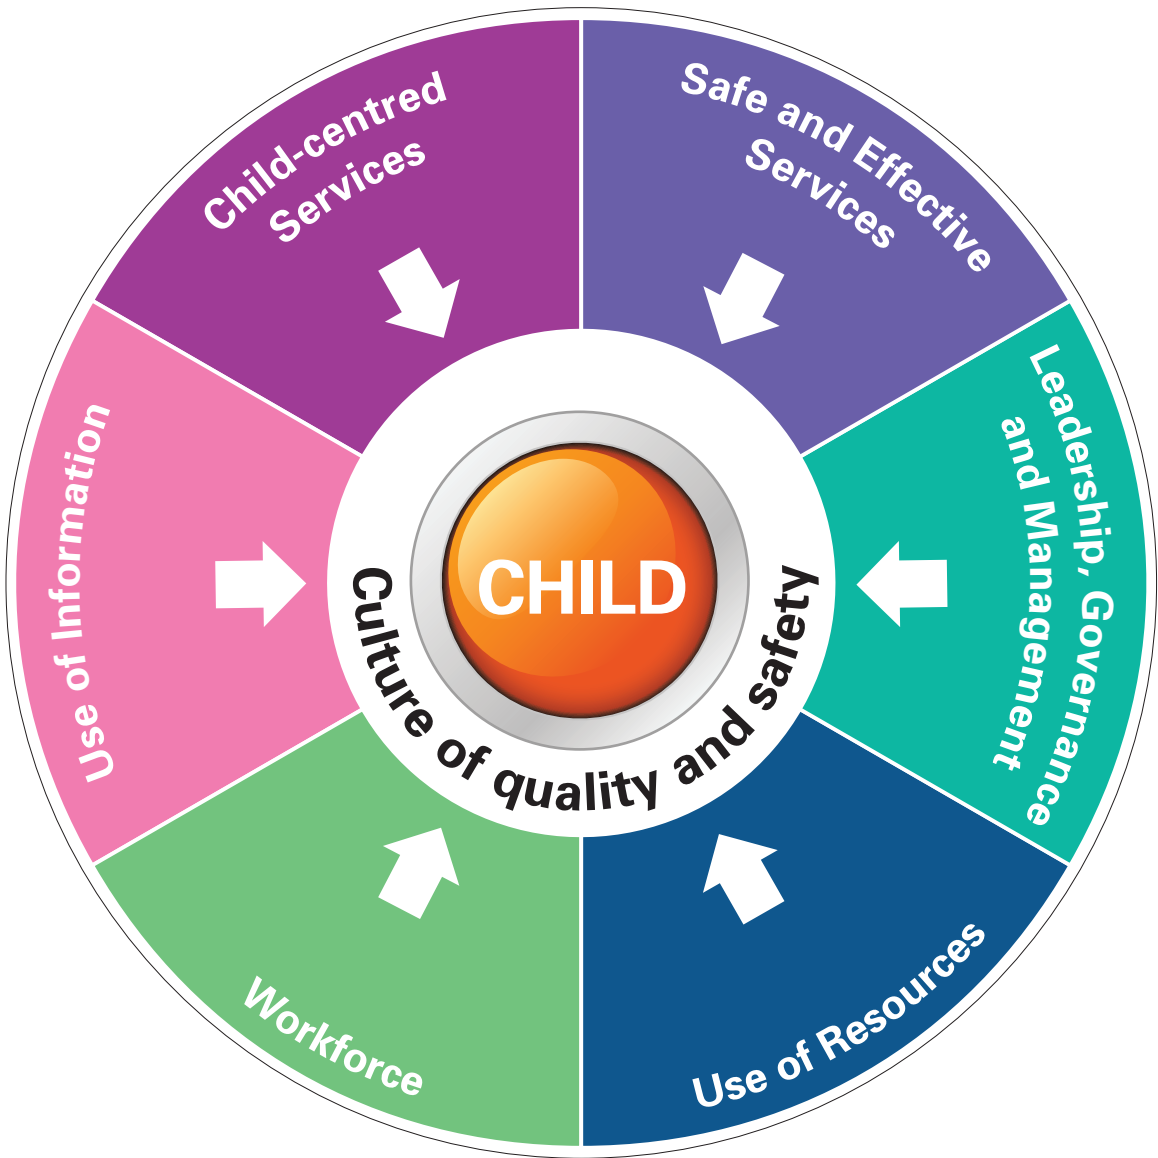 Child-centred
Services
Safe and Effective
Services
Leadership, Governance
and Management
Use of Resources
Workforce
Use of Information
CHILD
Culture of quality and safety